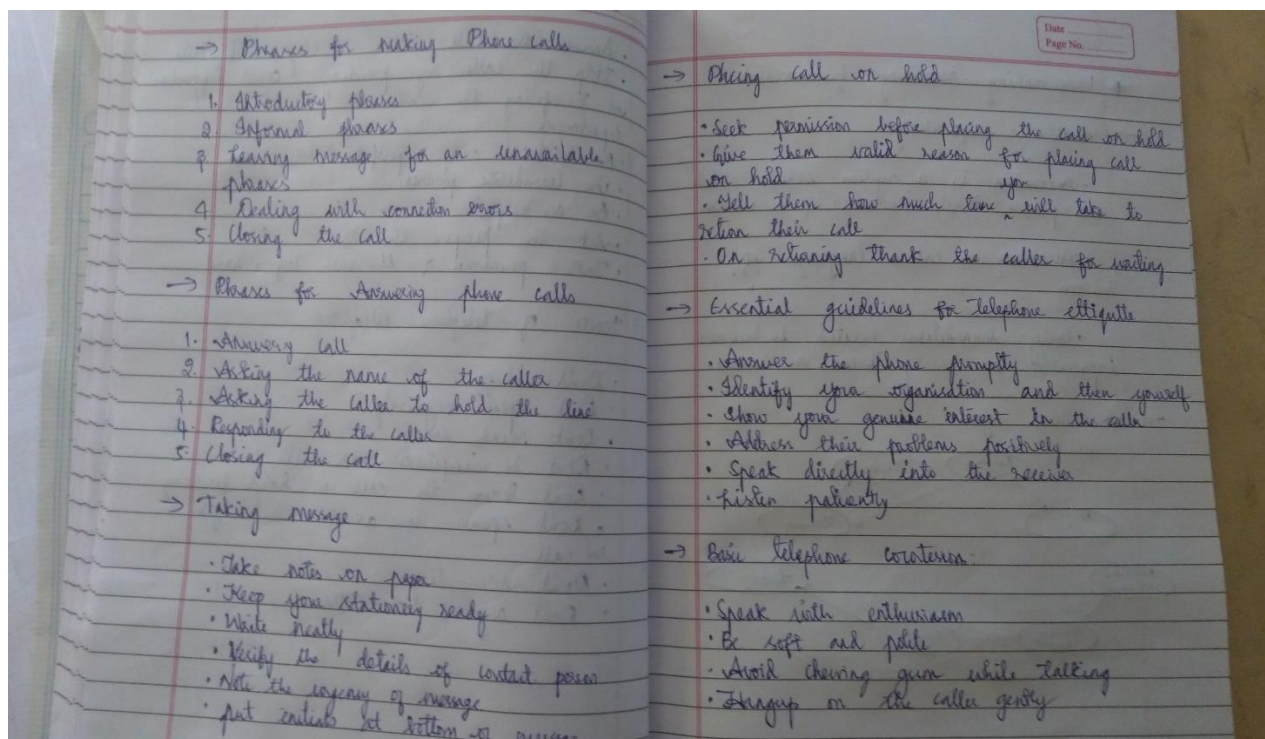 → Phrases for making Phone calls
1. Introductory phrases
2 Informal phrases
3 Leaving message for an unavailable
phrases
4 Dealing with connection errors
5. Closing the call
→ Phrases for Answering phone calls
1. Answering call
2. Asking the name of the caller
3. Asking the caller to hold the line
4. Responding to the caller
5. Closing the call
→ Taking message
• Take notes on paper
• Keep your stationery ready
• Write neatly
• Verify the details of contact person
• Note the urgency of message
• put initials at bottom of message
Date
Page No.
→ Placing call on hold
• Seek permission before placing the call on hold
• Give them valid reason for placing call
on hold
• Tell them how much time you will take to
retion their call
• On retioning thank the caller for waiting
→ Essential guidelines for telephone ettiqutte
• Answer the phone promptly
• Identify your organisation and then yourself
• Show your genuine interest in the caller
• Address their problems positively
• Speak directly into the receiver
• Listen patiently
→ Basic telephone
• Speak with enthusiasm
• Be soft and polite
• Avoid chewing gum while talking
• Hangup on the caller gently